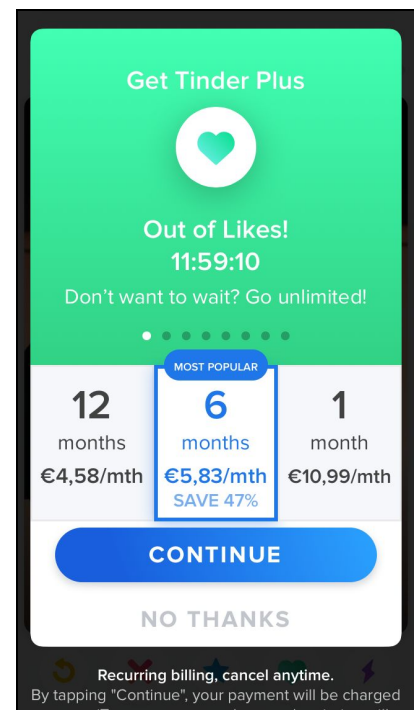 Get Tinder Plus
Out of Likes!
11:59:10
Don't want to wait? Go unlimited!
MOST POPULAR
12
months
€4,58/mth
6
months
€5,83/mth
SAVE 47%
1
month
€10,99/mth
CONTINUE
NO THANKS
Recurring billing, cancel anytime.
By tapping "Continue", your payment will be charged